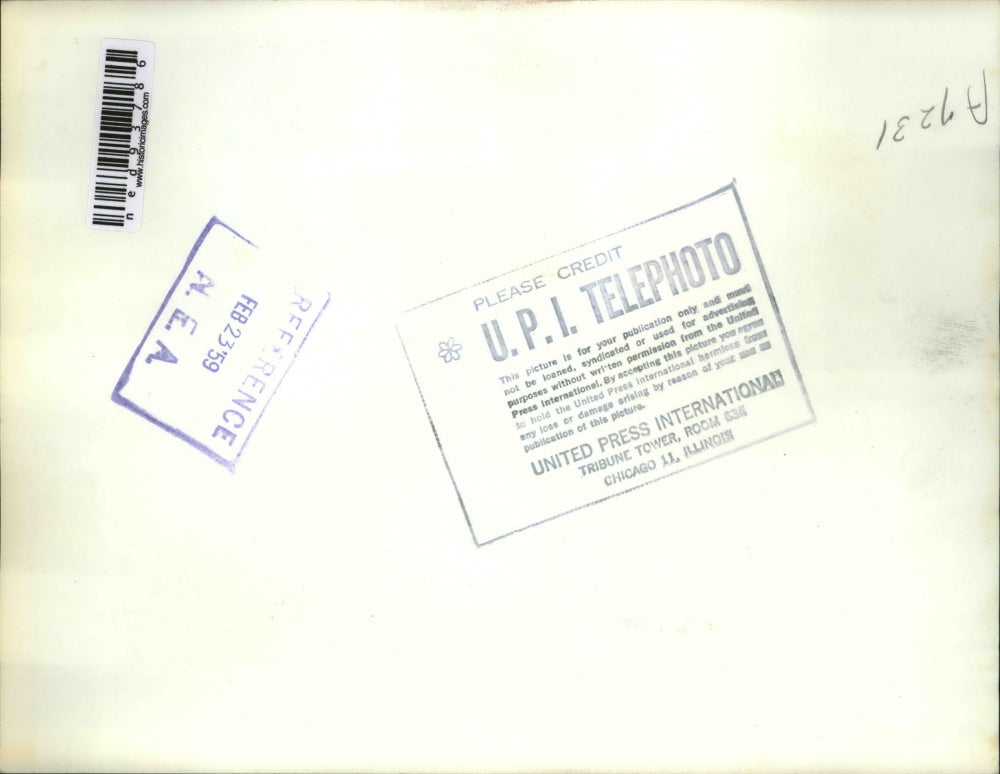 ned93786
www.historicimages.com
A9231
REFERENCE
FEB 23 '59
N.E.A.
PLEASE CREDIT
U.P.I. TELEPHOTO
This picture is for your publication only, and must
not be loaned, syndicated or used for advertising
purposes without wri'ten permission from the United
Press International. By accepting this picture you agree
to hold the United Press International harmless from
any loss or damage arising by reason of your use or
publication of this picture.
UNITED PRESS INTERNATIONAL
TRIBUNE TOWER, ROOM 636
CHICAGO 11, ILLINOIS